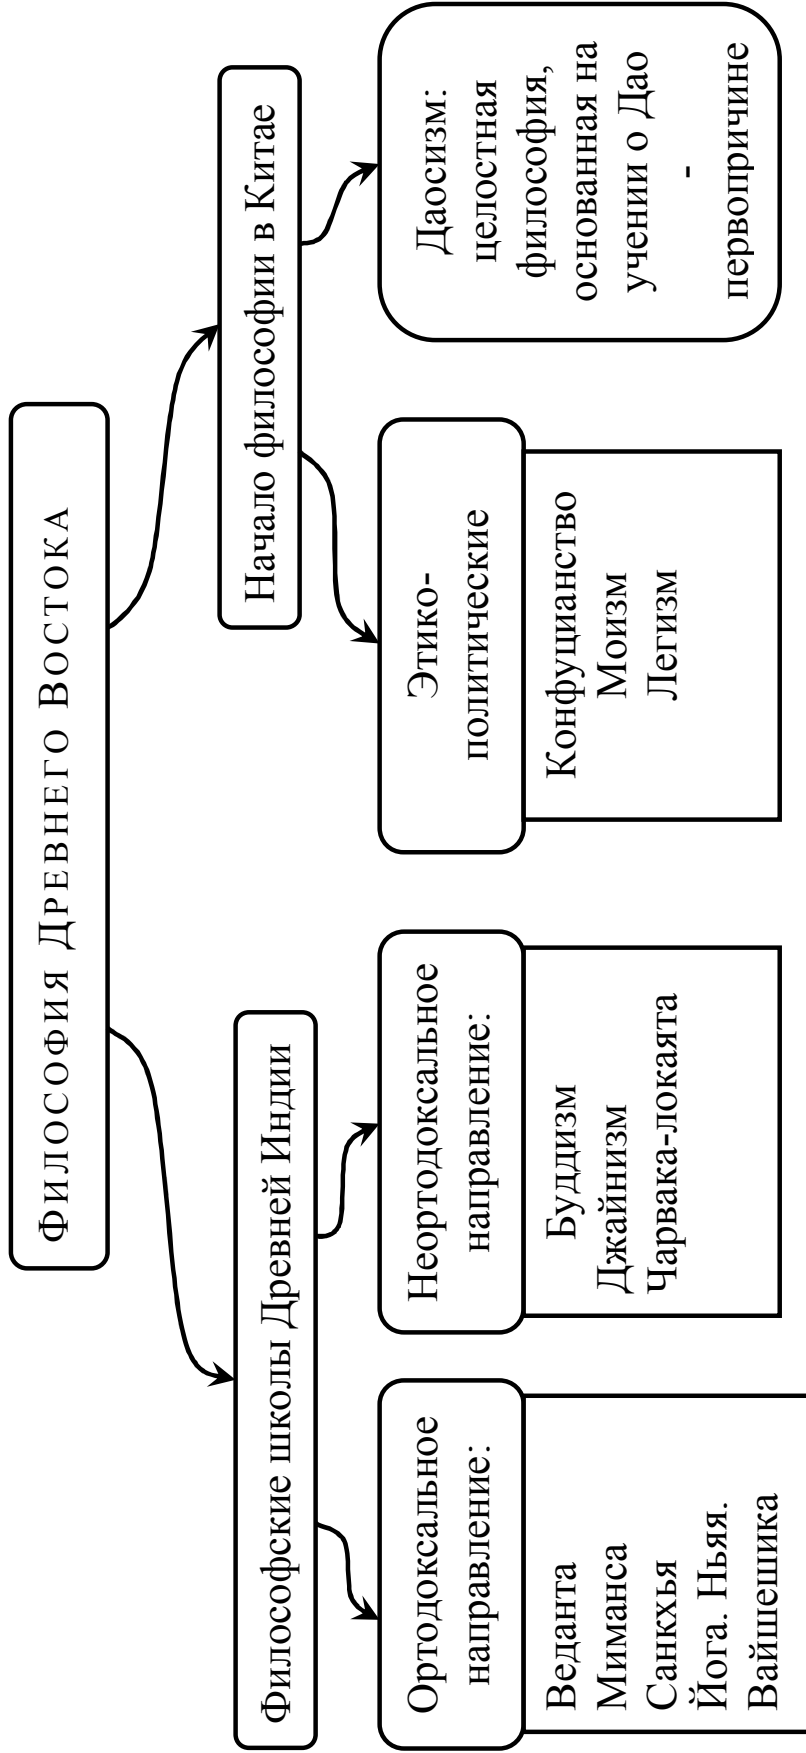 ФИЛОСОФИЯ ДРЕВНЕГО ВОСТОКА
Философские школы Древней Индии
Начало философии в Китае
Ортодоксальное
направление:
Веданта
Миманса
Санкхья
Йога. Ньяя.
Вайшешика
Неортодоксальное
направление:
Буддизм
Джайнизм
Чарвака-локаята
Этико-
политические
Конфуцианство
Моизм
Легизм
Даосизм:
целостная
философия,
основанная на
учении о Дао
-
первопричине